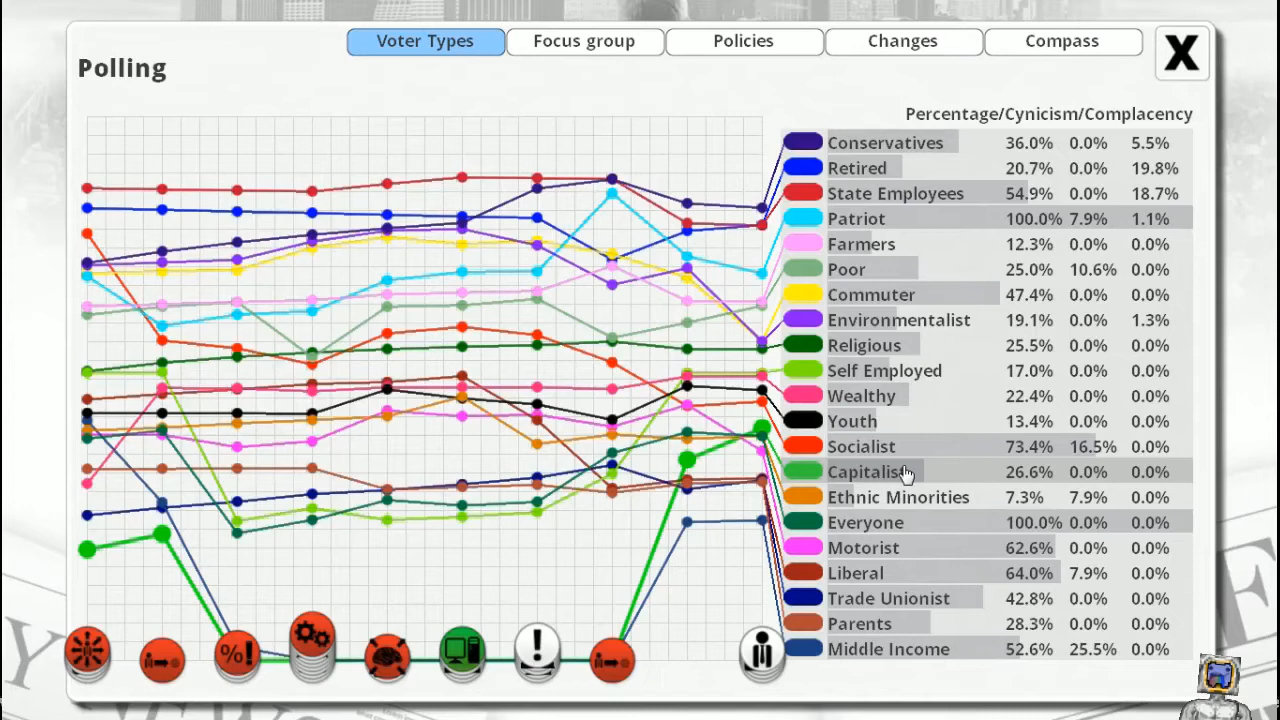 Voter Types Focus group Policies Changes Compass X
Polling
Percentage/Cynicism/Complacency
Conservatives 36.0% 0.0% 5.5%
Retired 20.7% 0.0% 19.8%
State Employees 54.9% 0.0% 18.7%
Patriot 100.0% 7.9% 1.1%
Farmers 12.3% 0.0% 0.0%
Poor 25.0% 10.6% 0.0%
Commuter 47.4% 0.0% 0.0%
Environmentalist 19.1% 0.0% 1.3%
Religious 25.5% 0.0% 0.0%
Self Employed 17.0% 0.0% 0.0%
Wealthy 22.4% 0.0% 0.0%
Youth 13.4% 0.0% 0.0%
Socialist 73.4% 16.5% 0.0%
Capitalist 26.6% 0.0% 0.0%
Ethnic Minorities 7.3% 7.9% 0.0%
Everyone 100.0% 0.0% 0.0%
Motorist 62.6% 0.0% 0.0%
Liberal 64.0% 7.9% 0.0%
Trade Unionist 42.8% 0.0% 0.0%
Parents 28.3% 0.0% 0.0%
Middle Income 52.6% 25.5% 0.0%
%!
!